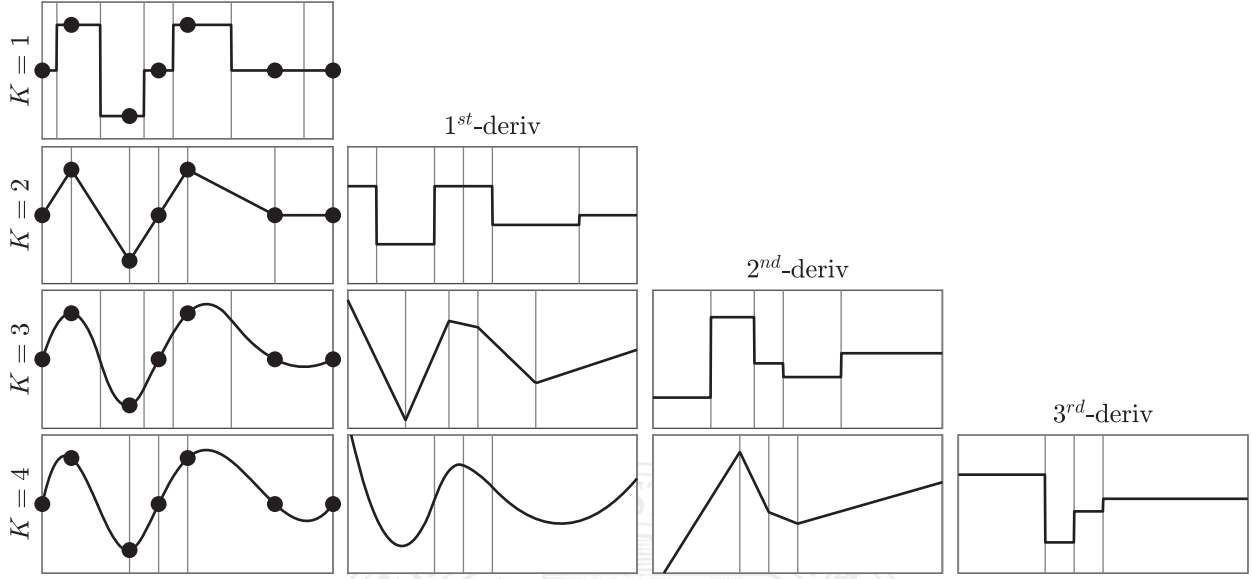 K = 1
1st-deriv
K = 2
2nd-deriv
K = 3
3rd-deriv
K = 4